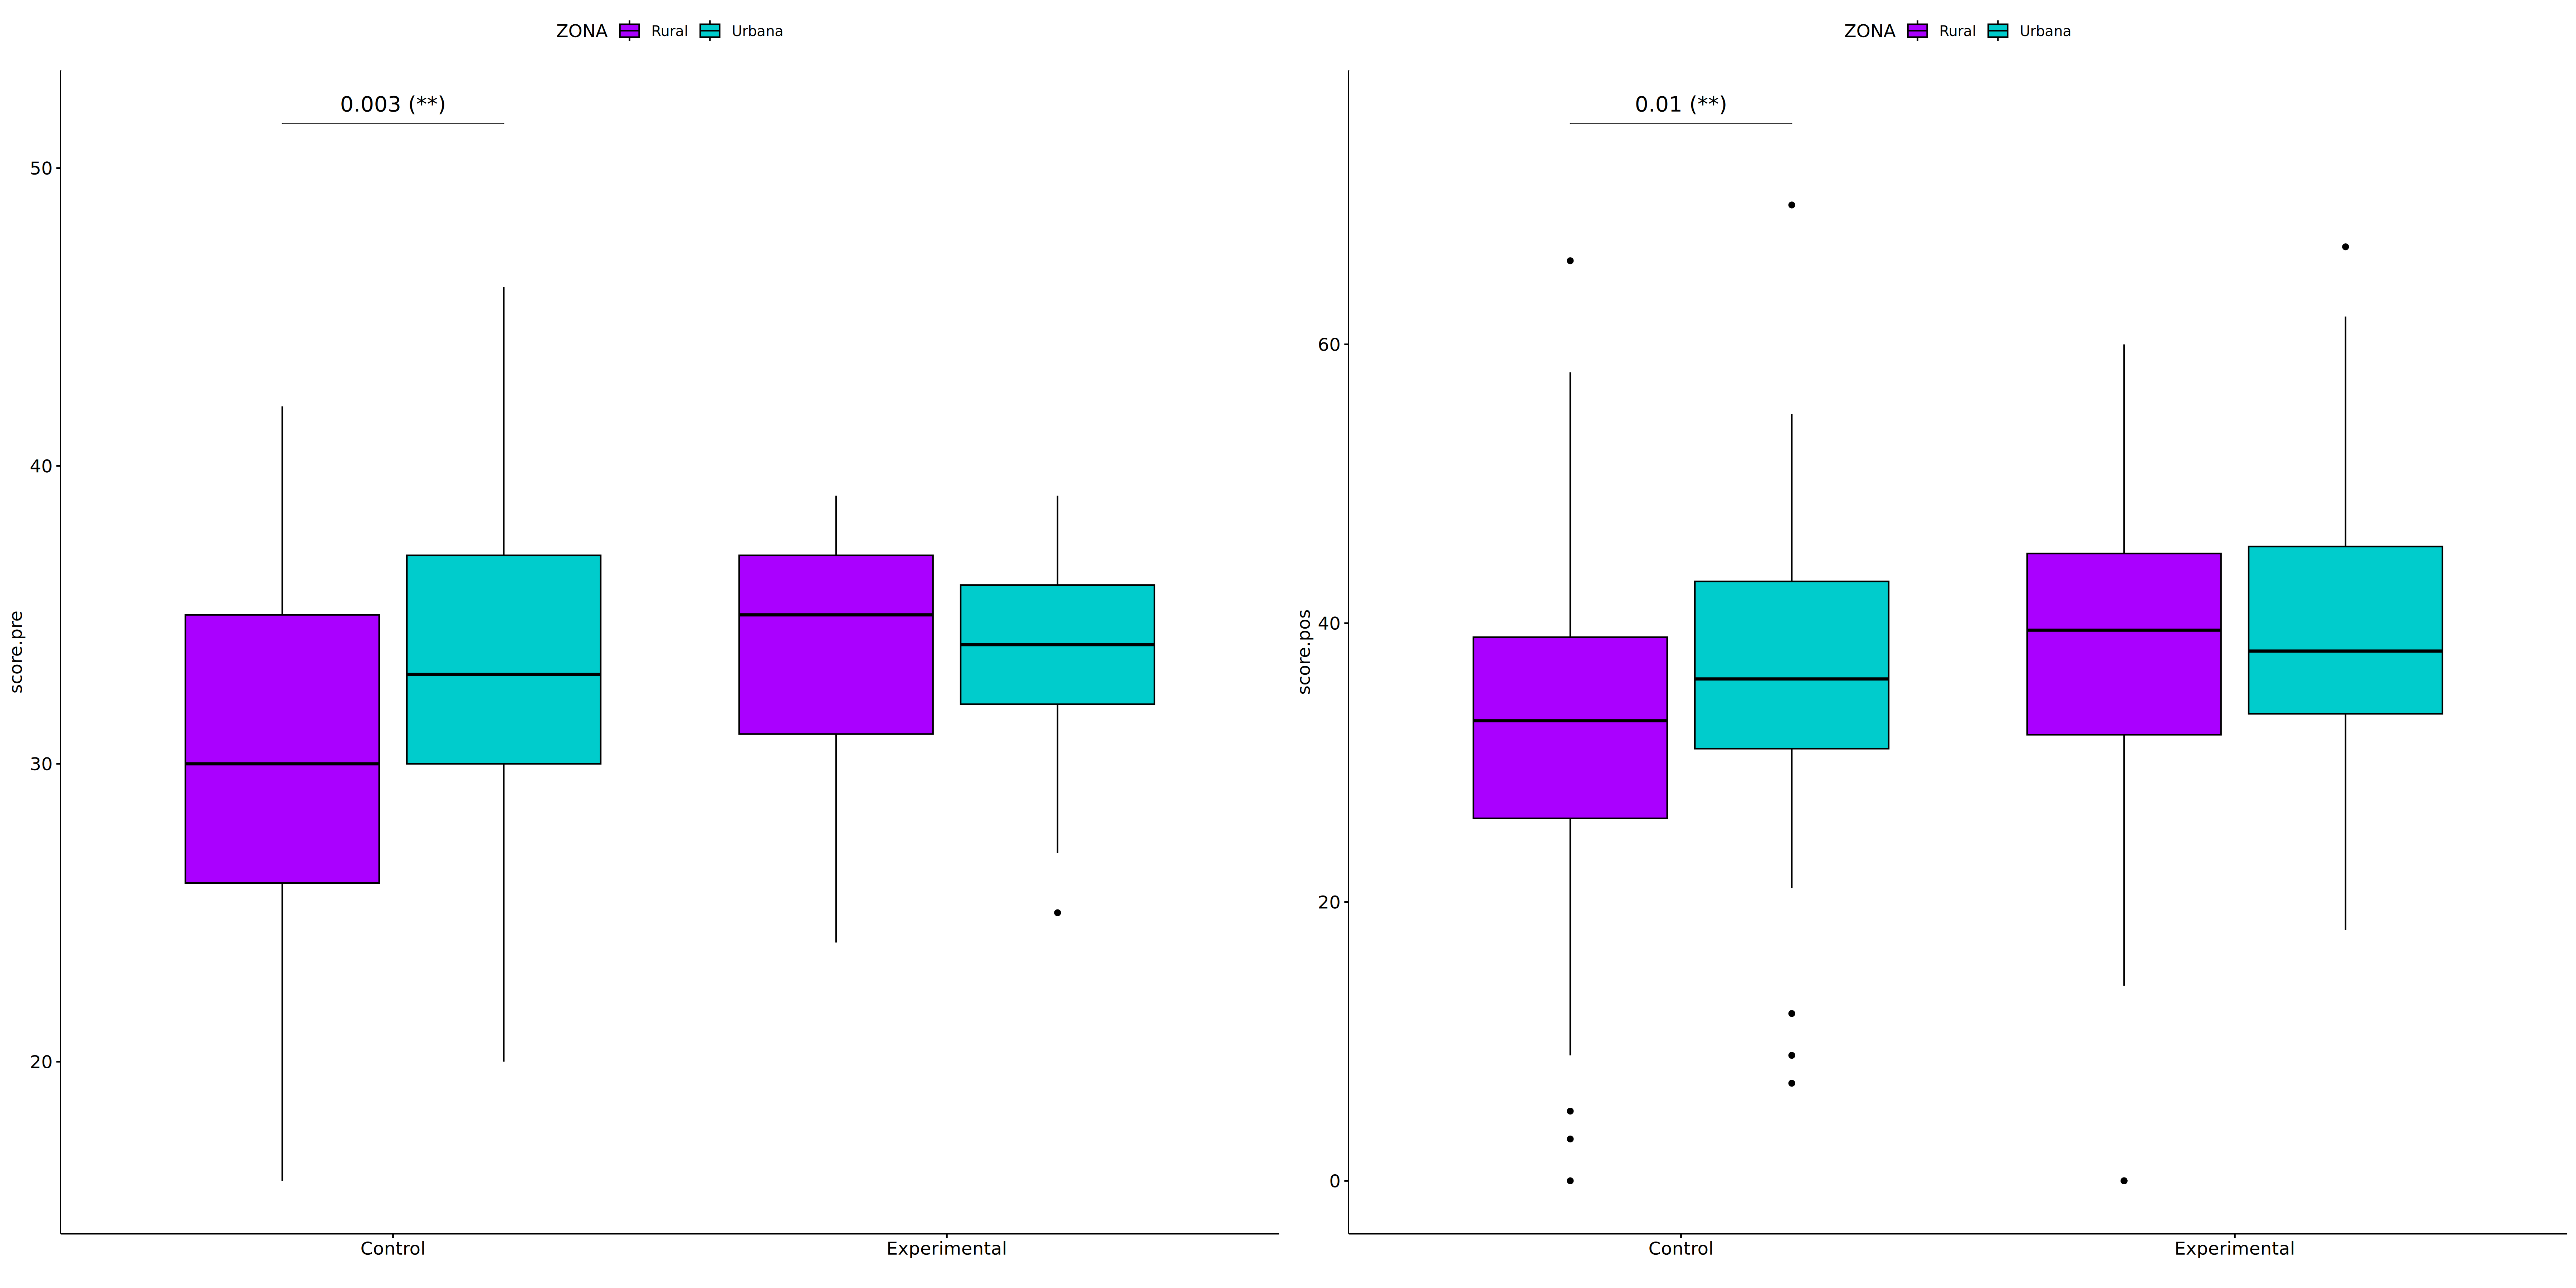 ZONA Rural Urbana
0.003 (**)
50
40
30
20
score.pre
Control Experimental
ZONA Rural Urbana
0.01 (**)
60
40
20
0
score.pos
Control Experimental